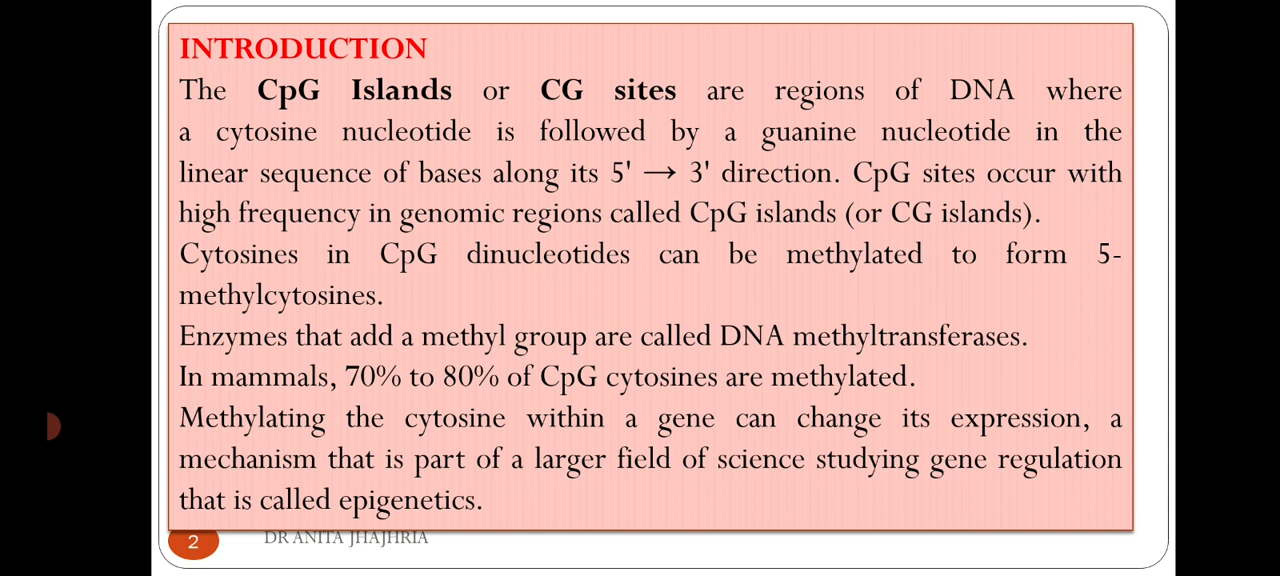 INTRODUCTION
The CpG Islands or CG sites are regions of DNA where
a cytosine nucleotide is followed by a guanine nucleotide in the
linear sequence of bases along its 5' → 3' direction. CpG sites occur with
high frequency in genomic regions called CpG islands (or CG islands).
Cytosines in CpG dinucleotides can be methylated to form 5-
methylcytosines.
Enzymes that add a methyl group are called DNA methyltransferases.
In mammals, 70% to 80% of CpG cytosines are methylated.
Methylating the cytosine within a gene can change its expression, a
mechanism that is part of a larger field of science studying gene regulation
that is called epigenetics.
2 DR ANITA JHAJHRIA